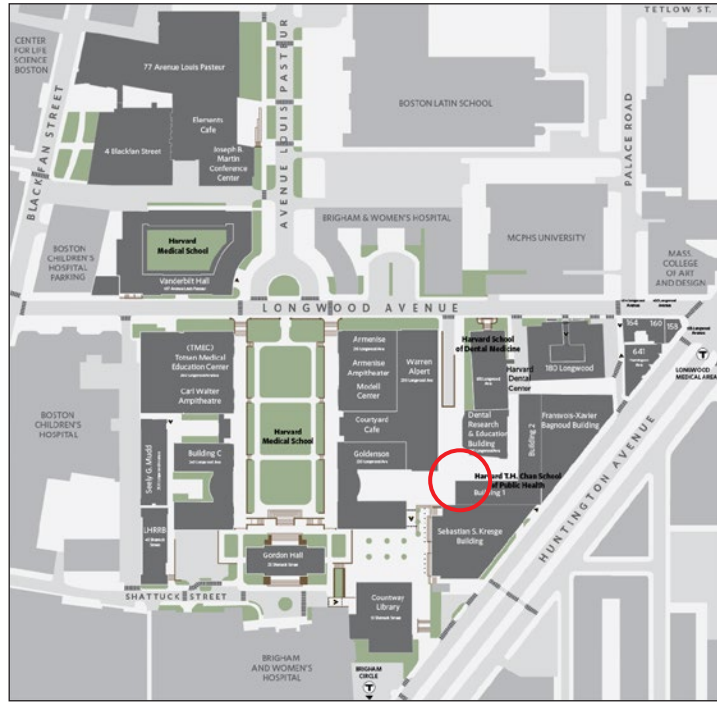 TETLOW ST.
CENTER
FOR LIFE
SCIENCE
BOSTON
77 Avenue Louis Pasteur
AVENUE LOUIS PASTEUR
BOSTON LATIN SCHOOL
PALACE ROAD
BLACKFAN STREET
Elements
Cafe
4 Blackfan Street
Joseph B.
Martin
Conference
Center
BRIGHAM & WOMEN'S HOSPITAL
MCPHS UNIVERSITY
BOSTON
CHILDREN'S
HOSPITAL
PARKING
Harvard
Medical School
MASS.
COLLEGE
OF ART
AND DESIGN
Vanderbilt Hall
LONGWOOD AVENUE
164
160
158
641
(TMEC)
Tosteen Medical
Education Center
Carl Walter
Ampitheatre
Armenise
Armenise
Ampitheater
Modell
Center
Warren
Alpert
Harvard School
of Dental Medicine
Harvard
Dental
Center
180 Longwood
T
LONGWOOD
MEDICAL AREA
BOSTON
CHILDREN'S
HOSPITAL
Harvard
Medical School
Courtyard
Cafe
Dental
Research
& Education
Building
Building 2
Fransvois-Xavier
Bagnoud Building
Seely G. Mudd
Building C
Goldenson
Harvard T.H. Chan School
of Public Health
Building 1
HUNTINGTON AVENUE
LHRRB
Gordon Hall
Sebastian S. Kresge
Building
SHATTUCK STREET
Countway
Library
BRIGHAM
AND WOMEN'S
HOSPITAL
BRIGHAM
CIRCLE
T